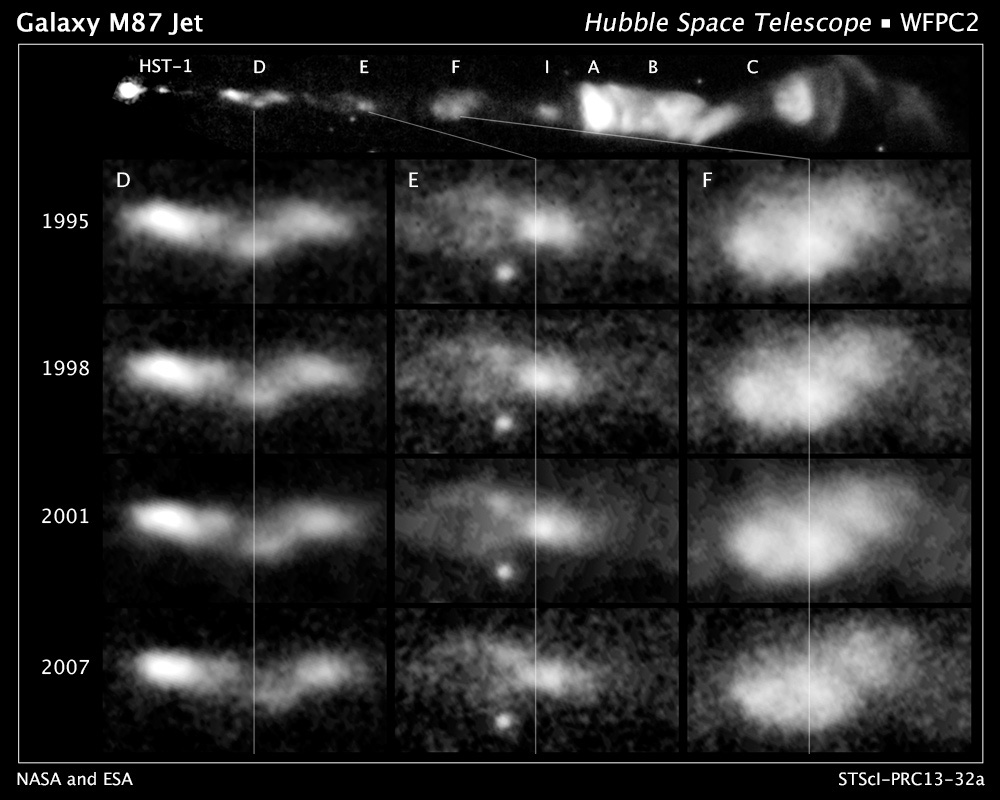 Galaxy M87 Jet
Hubble Space Telescope ▪ WFPC2
HST-1 D E F I A B C
D E F
1995
1998
2001
2007
NASA and ESA
STScI-PRC13-32a